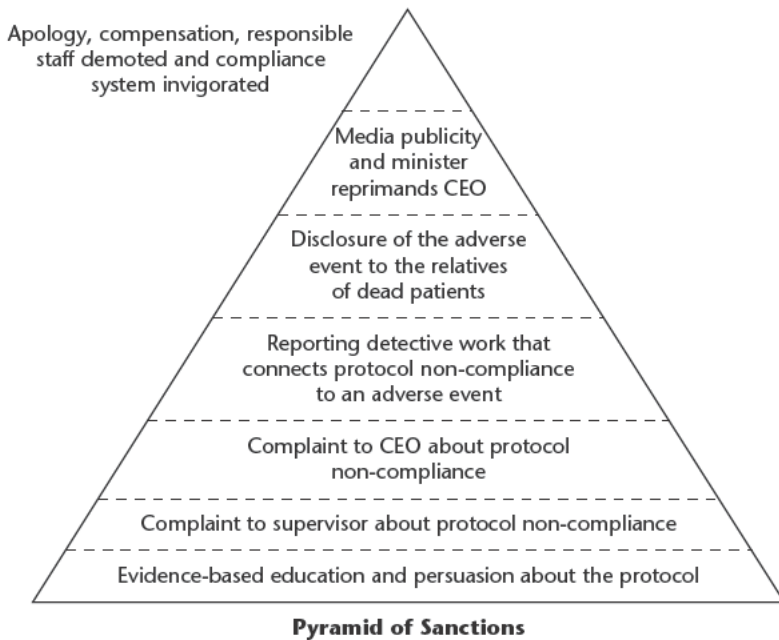 Apology, compensation, responsible
staff demoted and compliance
system invigorated
Media publicity
and minister
reprimands CEO
Disclosure of the adverse
event to the relatives
of dead patients
Reporting detective work that
connects protocol non-compliance
to an adverse event
Complaint to CEO about protocol
non-compliance
Complaint to supervisor about protocol non-compliance
Evidence-based education and persuasion about the protocol
Pyramid of Sanctions